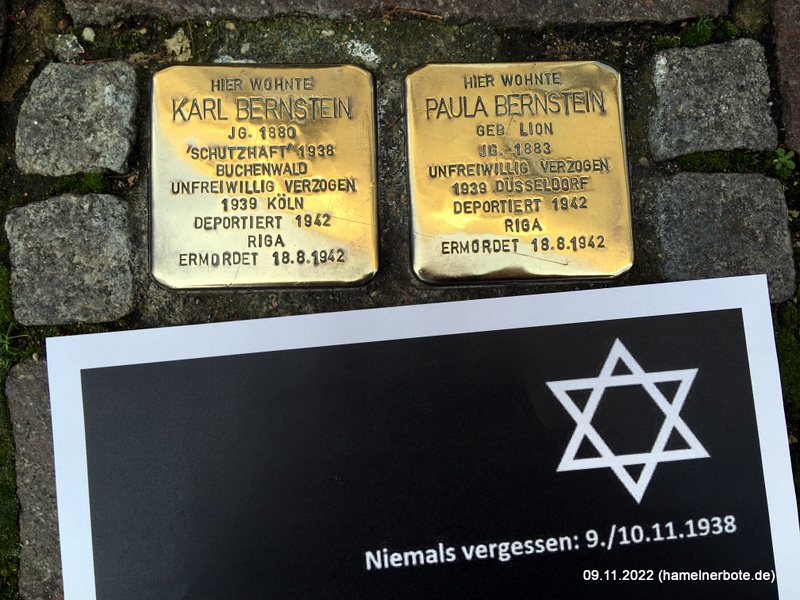 HIER WOHNTE
KARL BERNSTEIN
JG. 1880
'SCHUTZHAFT' 1938
BUCHENWALD
UNFREIWILLIG VERZOGEN
1939 KÖLN
DEPORTIERT 1942
RIGA
ERMORDET 18.8.1942
HIER WOHNTE
PAULA BERNSTEIN
GEB. LION
JG. 1883
UNFREIWILLIG VERZOGEN
1939 DÜSSELDORF
DEPORTIERT 1942
RIGA
ERMORDET 18.8.1942
Niemals vergessen: 9./10.11.1938
09.11.2022 (hamelnerbote.de)